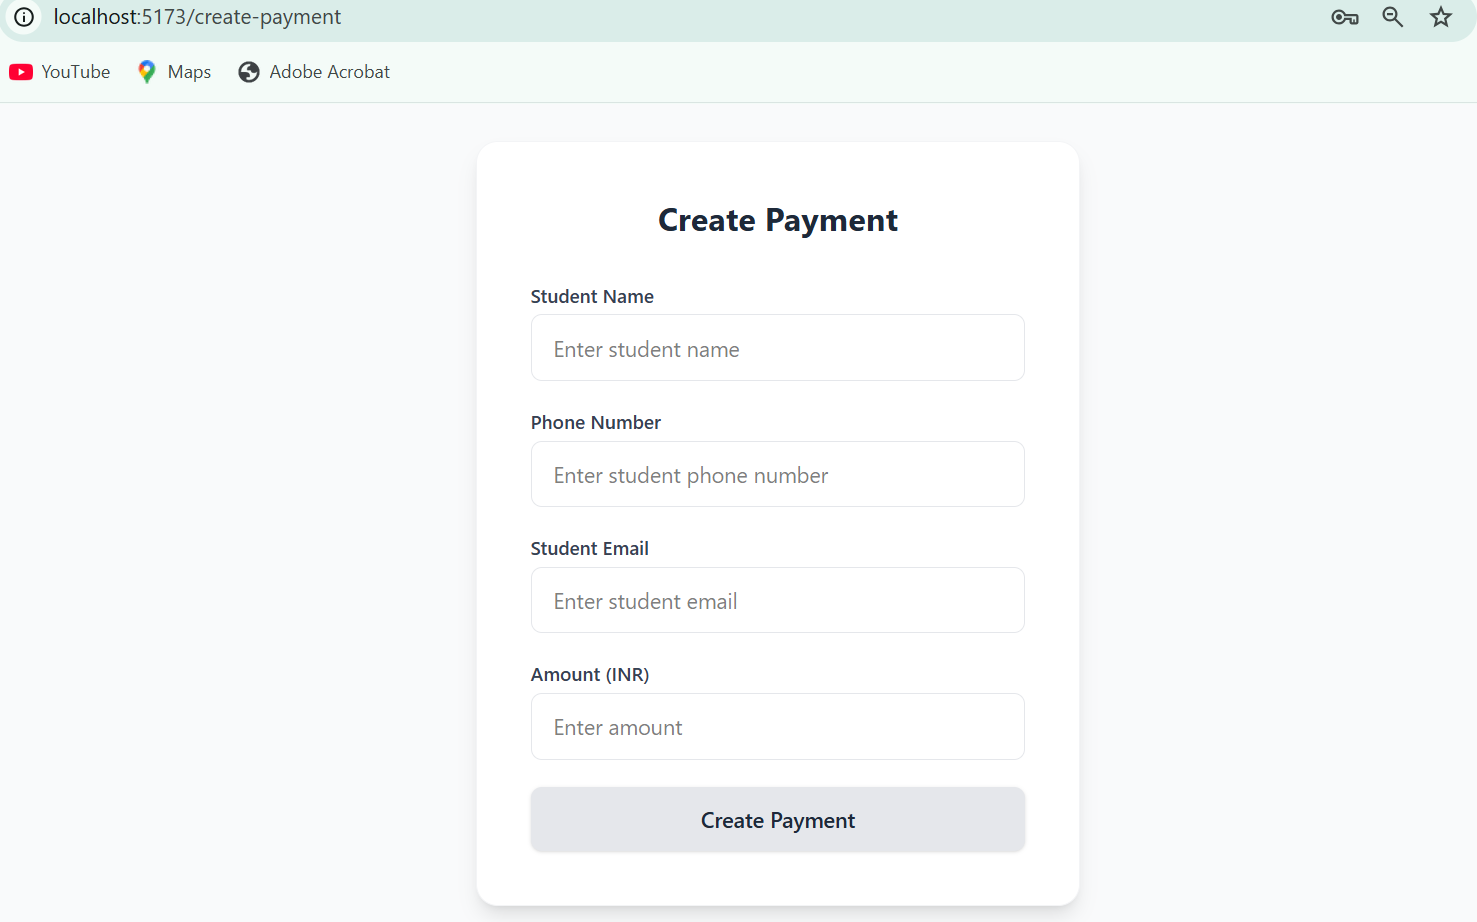 localhost:5173/create-payment
YouTube Maps Adobe Acrobat
Create Payment
Student Name
Enter student name
Phone Number
Enter student phone number
Student Email
Enter student email
Amount (INR)
Enter amount
Create Payment